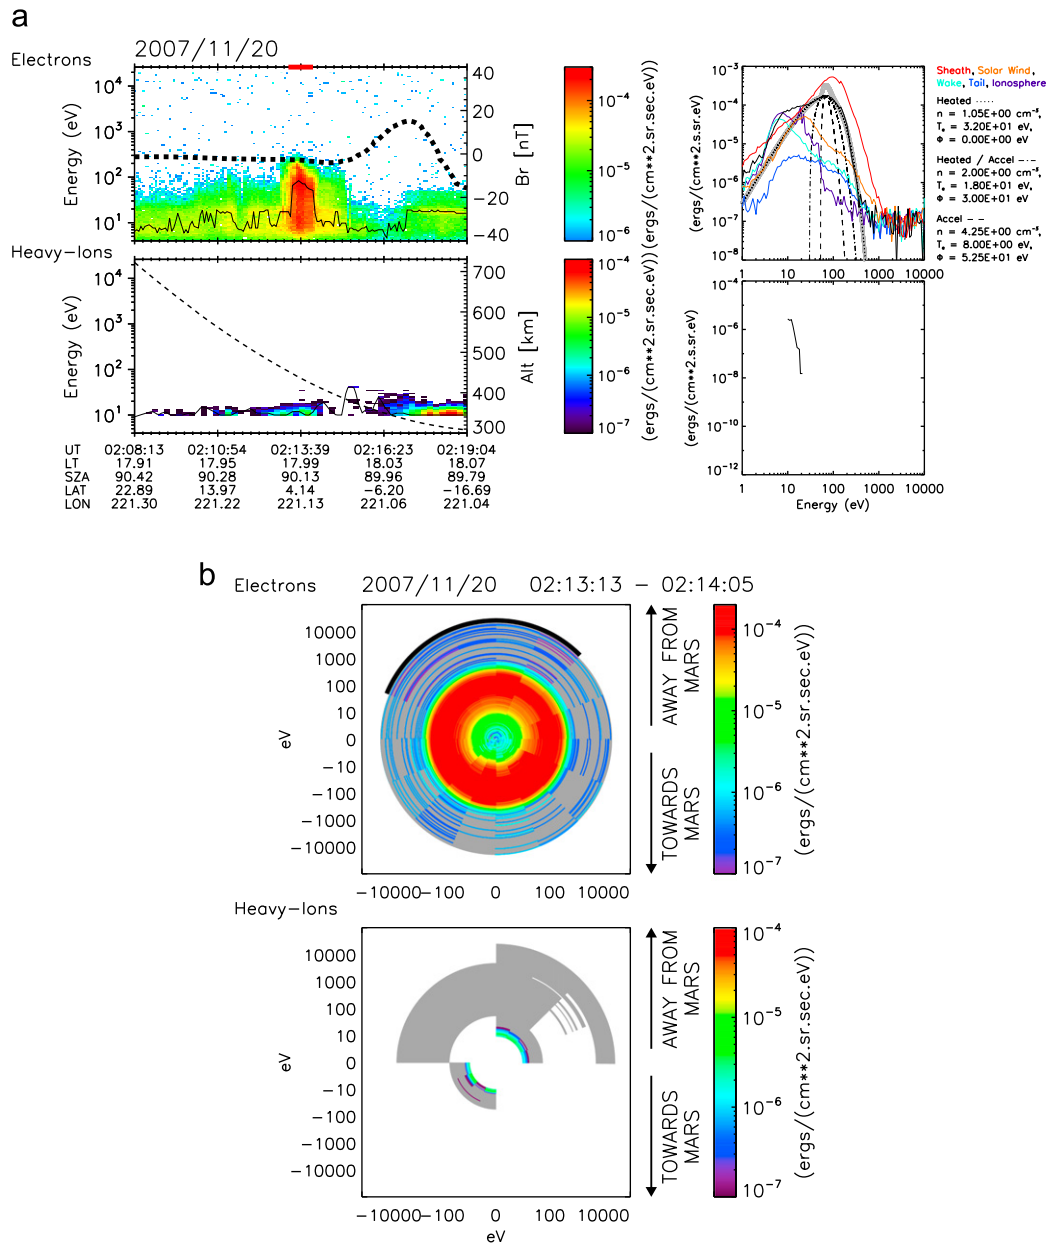 a
2007/11/20
Electrons
10⁴
10³
10²
10¹
Energy (eV)
40
20
0
−20
−40
Br [nT]
10⁻⁴
10⁻⁵
10⁻⁶
(ergs/(cm**2.sr.sec.eV))
Heavy−Ions
10⁴
10³
10²
10¹
Energy (eV)
700
600
500
400
300
Alt [km]
10⁻⁴
10⁻⁵
10⁻⁶
10⁻⁷
(ergs/(cm**2.sr.sec.eV))
UT 02:08:13 02:10:54 02:13:39 02:16:23 02:19:04
LT 17.91 17.95 17.99 18.03 18.07
SZA 90.42 90.28 90.13 89.96 89.79
LAT 22.89 13.97 4.14 −6.20 −16.69
LON 221.30 221.22 221.13 221.06 221.04
(ergs/(cm**2.s.sr.eV)
10⁻³
10⁻⁴
10⁻⁵
10⁻⁶
10⁻⁷
10⁻⁸
Sheath, Solar Wind,
Wake, Tail, Ionosphere
Heated ·····
n = 1.05E+00 cm⁻³,
Tₑ = 3.20E+01 eV,
Φ = 0.00E+00 eV
Heated / Accel −·−·
n = 2.00E+00 cm⁻³,
Tₑ = 1.80E+01 eV,
Φ = 3.00E+01 eV
Accel − −
n = 4.25E+00 cm⁻³,
Tₑ = 8.00E+00 eV,
Φ = 5.25E+01 eV
(ergs/(cm**2.s.sr.eV)
10⁻⁴
10⁻⁶
10⁻⁸
10⁻¹⁰
10⁻¹²
1 10 100 1000 10000
Energy (eV)
b
Electrons 2007/11/20 02:13:13 − 02:14:05
10000
1000
100
10
0
−10
−100
−1000
−10000
eV
−10000 −100 0 100 10000
AWAY FROM
MARS
TOWARDS
MARS
10⁻⁴
10⁻⁵
10⁻⁶
10⁻⁷
(ergs/(cm**2.sr.sec.eV))
Heavy−Ions
10000
1000
100
10
0
−10
−100
−1000
−10000
eV
−10000 −100 0 100 10000
eV
AWAY FROM
MARS
TOWARDS
MARS
10⁻⁴
10⁻⁵
10⁻⁶
10⁻⁷
(ergs/(cm**2.sr.sec.eV))